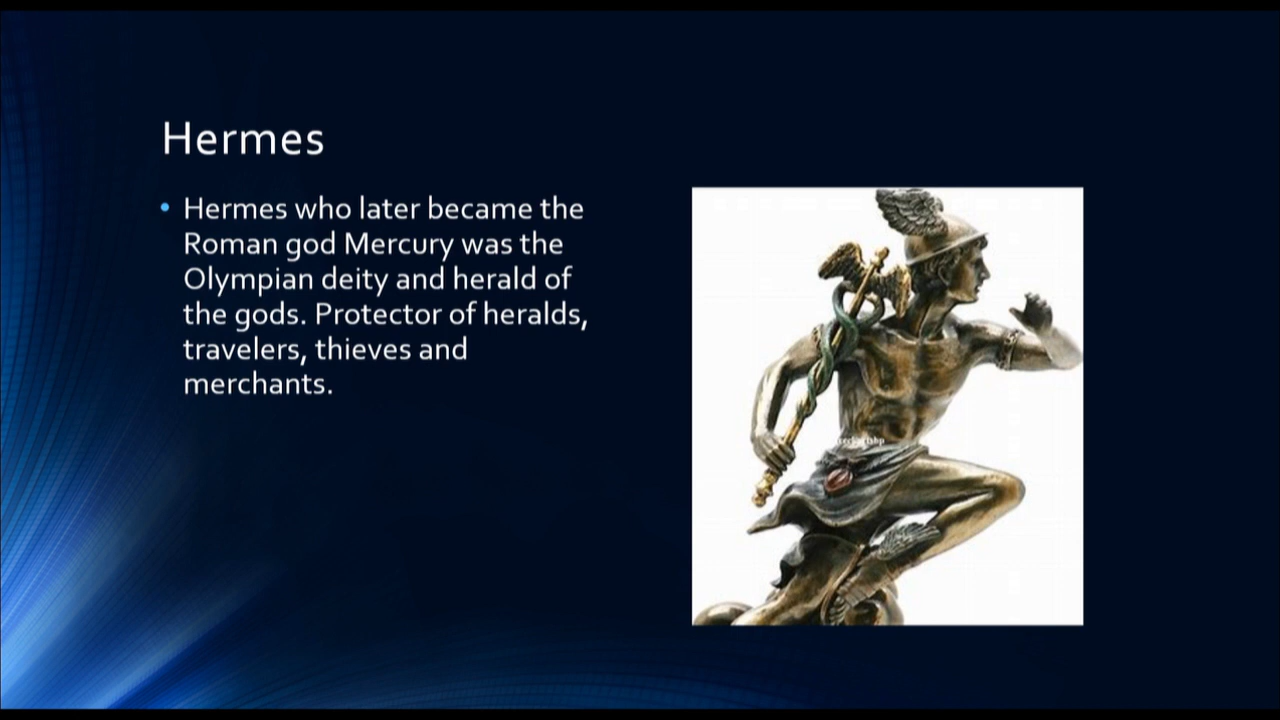 Hermes
• Hermes who later became the
Roman god Mercury was the
Olympian deity and herald of
the gods. Protector of heralds,
travelers, thieves and
merchants.